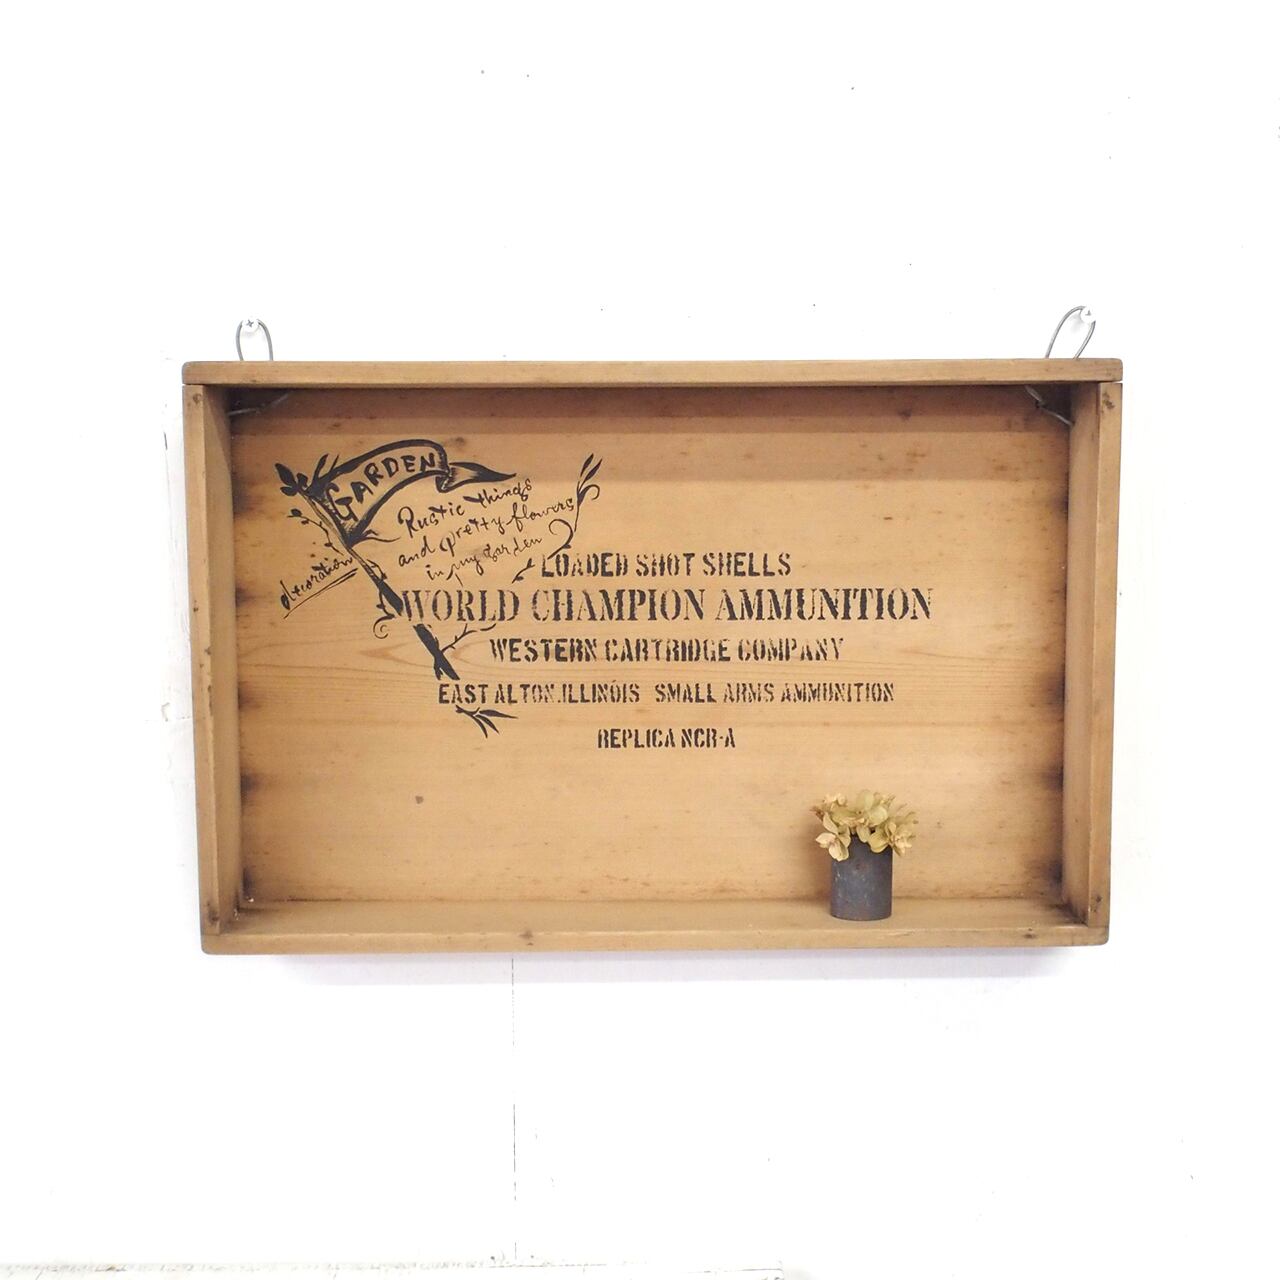 GARDEN
Rustic things
and pretty flowers
in my garden
decoration
LOADED SHOT SHELLS
WORLD CHAMPION AMMUNITION
WESTERN CARTRIDGE COMPANY
EAST ALTON.ILLINOIS SMALL ARMS AMMUNITION
REPLICA NCR-A